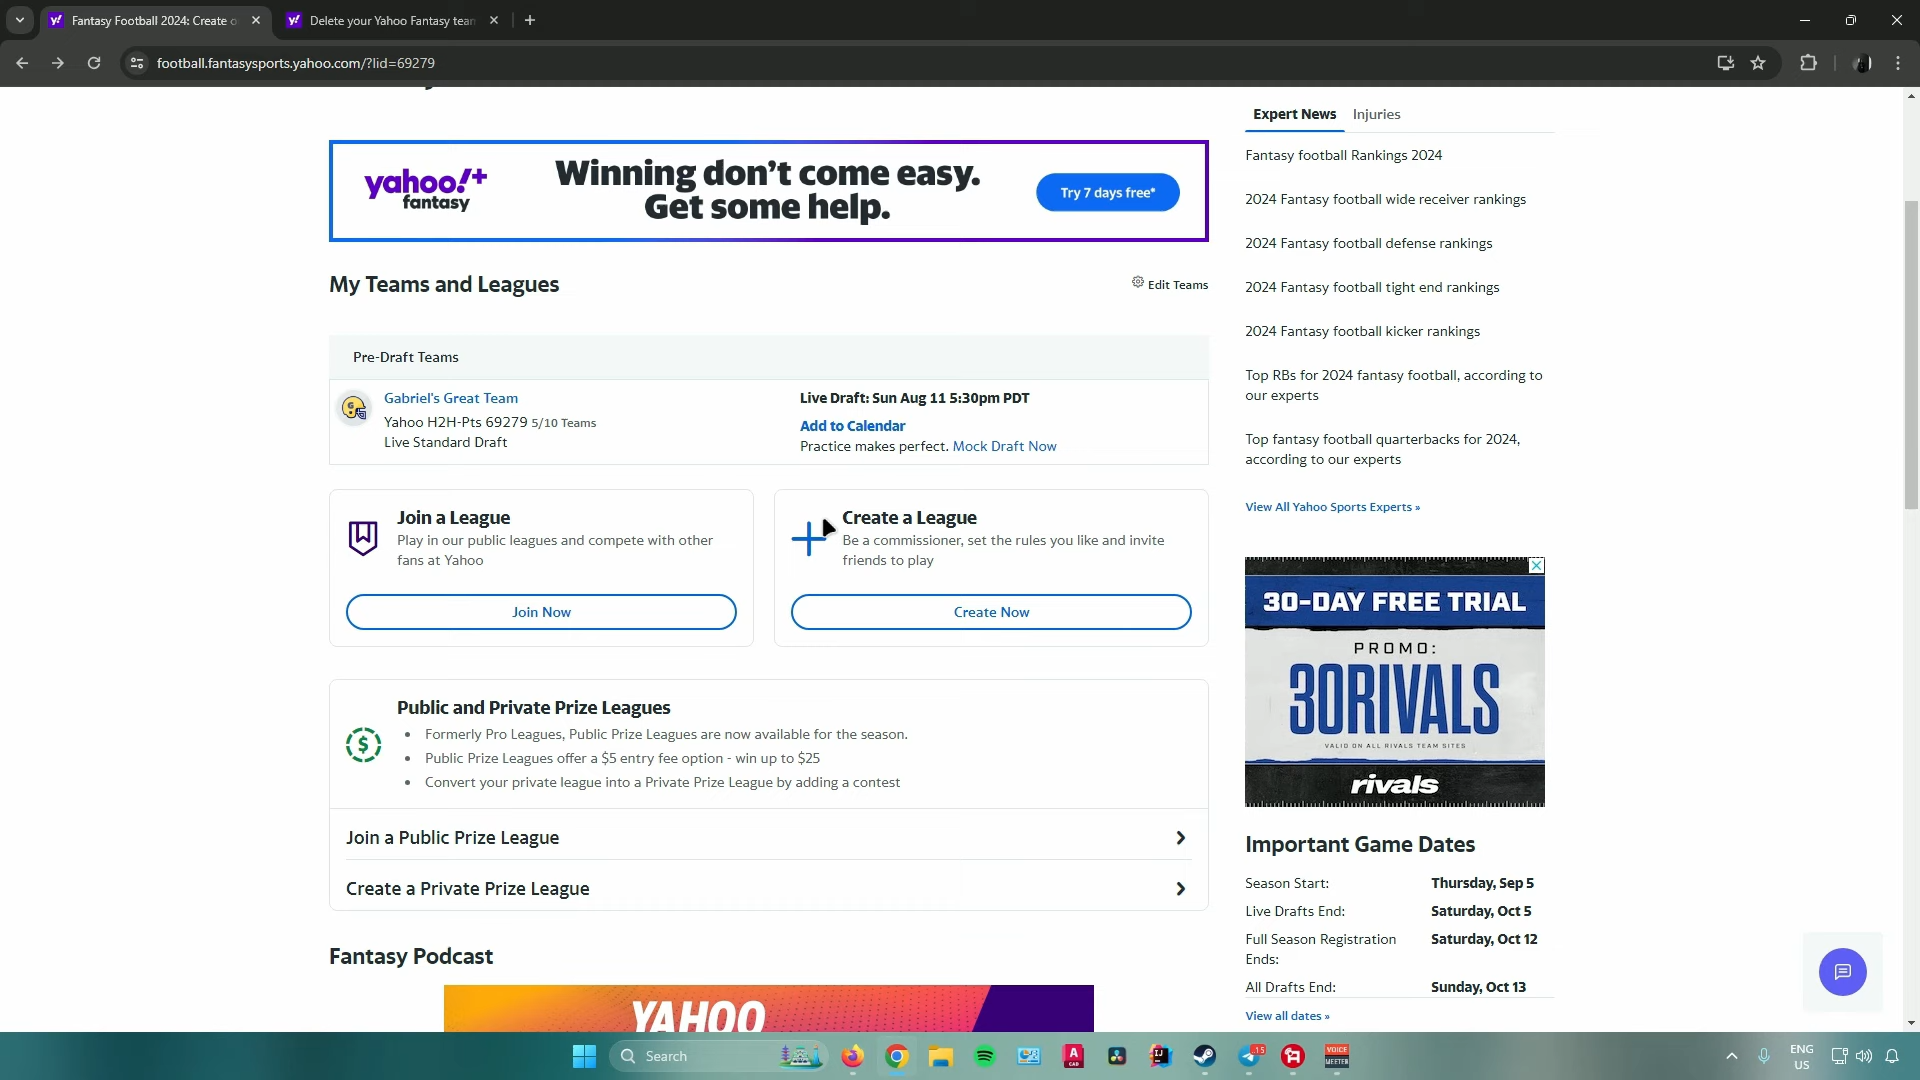 Fantasy Football 2024: Create o
Delete your Yahoo Fantasy tean
football.fantasysports.yahoo.com/?lid=69279
yahoo!+
fantasy
Winning don't come easy.
Get some help.
Try 7 days free*
My Teams and Leagues
Edit Teams
Pre-Draft Teams
Gabriel's Great Team
Yahoo H2H-Pts 69279 5/10 Teams
Live Standard Draft
Live Draft: Sun Aug 11 5:30pm PDT
Add to Calendar
Practice makes perfect. Mock Draft Now
Join a League
Play in our public leagues and compete with other
fans at Yahoo
Join Now
Create a League
Be a commissioner, set the rules you like and invite
friends to play
Create Now
Public and Private Prize Leagues
• Formerly Pro Leagues, Public Prize Leagues are now available for the season.
• Public Prize Leagues offer a $5 entry fee option - win up to $25
• Convert your private league into a Private Prize League by adding a contest
Join a Public Prize League
Create a Private Prize League
Fantasy Podcast
YAHOO
Expert News
Injuries
Fantasy football Rankings 2024
2024 Fantasy football wide receiver rankings
2024 Fantasy football defense rankings
2024 Fantasy football tight end rankings
2024 Fantasy football kicker rankings
Top RBs for 2024 fantasy football, according to
our experts
Top fantasy football quarterbacks for 2024,
according to our experts
View All Yahoo Sports Experts »
30-DAY FREE TRIAL
PROMO:
30RIVALS
VALID ON ALL RIVALS TEAM SITES
rivals
Important Game Dates
Season Start: Thursday, Sep 5
Live Drafts End: Saturday, Oct 5
Full Season Registration Saturday, Oct 12
Ends:
All Drafts End: Sunday, Oct 13
View all dates »
Search
15
VOICE
MEETER
ENG
US